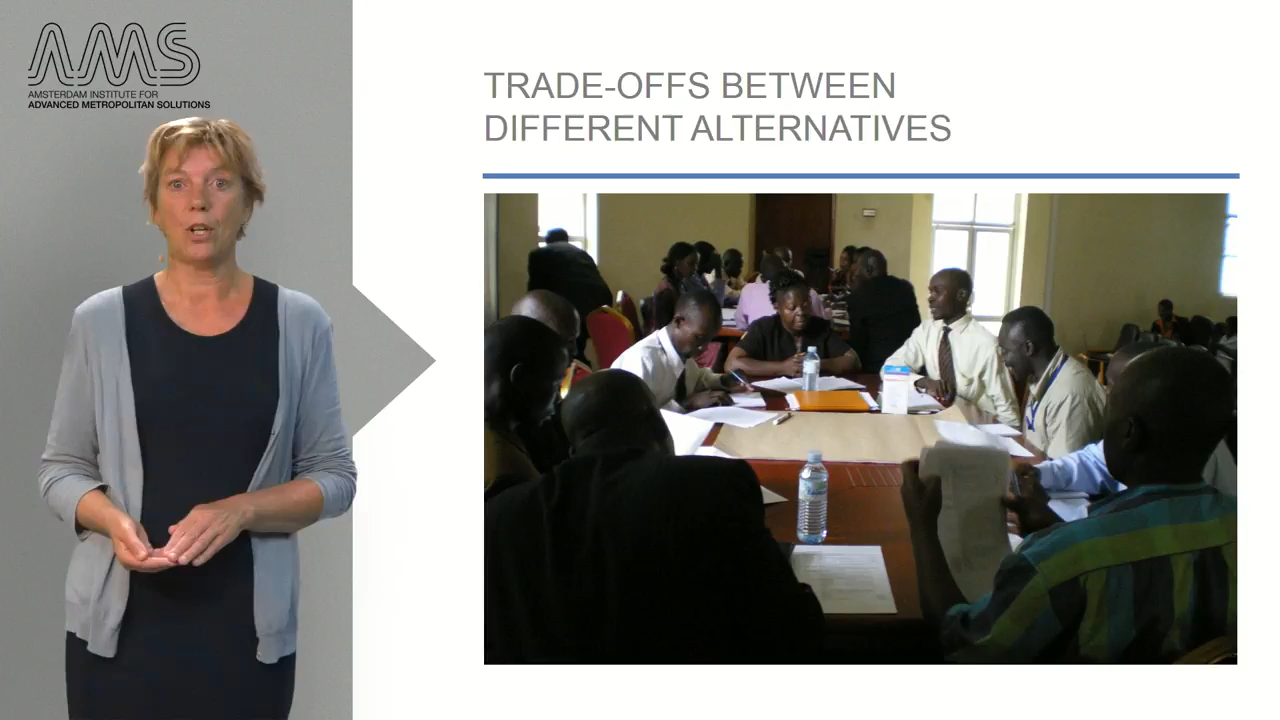 AMS
AMSTERDAM INSTITUTE FOR
ADVANCED METROPOLITAN SOLUTIONS
TRADE-OFFS BETWEEN
DIFFERENT ALTERNATIVES